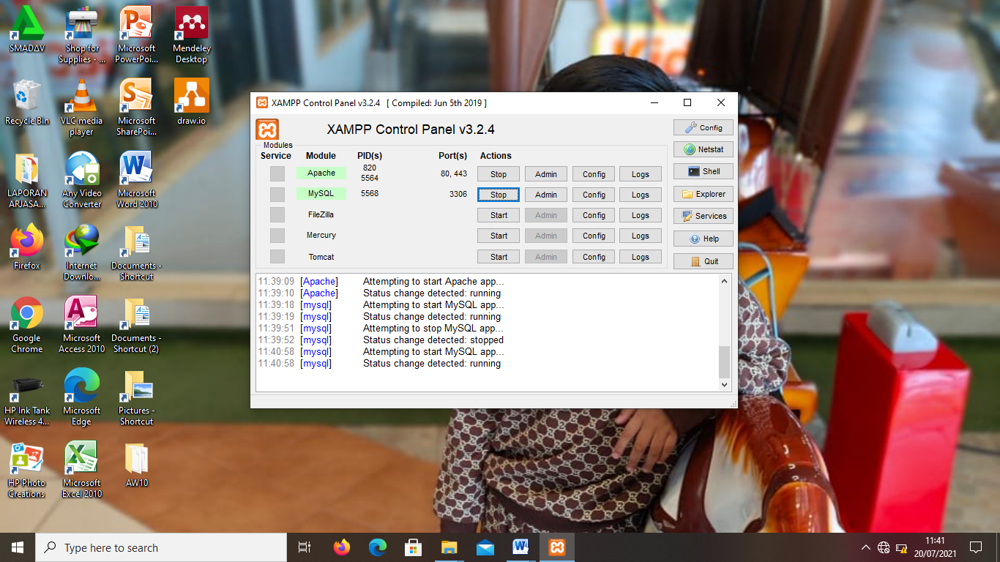 SMADΔV
Shop for
Supplies - ...
Microsoft
PowerPoi...
Mendeley
Desktop
Recycle Bin
VLC media
player
Microsoft
SharePoi...
draw.io
LAPORAN
ARJASA...
Any Video
Converter
Microsoft
Word 2010
Firefox
Internet
Downlo...
Documents -
Shortcut
Google
Chrome
Microsoft
Access 2010
Documents -
Shortcut (2)
HP Ink Tank
Wireless 4...
Microsoft
Edge
Pictures -
Shortcut
HP Photo
Creations
Microsoft
Excel 2010
AW10
XAMPP Control Panel v3.2.4 [ Compiled: Jun 5th 2019 ]
XAMPP Control Panel v3.2.4
Modules
Service Module PID(s) Port(s) Actions
Apache 820 5564 80, 443 Stop Admin Config Logs
MySQL 5568 3306 Stop Admin Config Logs
FileZilla Start Admin Config Logs
Mercury Start Admin Config Logs
Tomcat Start Admin Config Logs
Config
Netstat
Shell
Explorer
Services
Help
Quit
11:39:09 [Apache] Attempting to start Apache app...
11:39:10 [Apache] Status change detected: running
11:39:18 [mysql] Attempting to start MySQL app...
11:39:19 [mysql] Status change detected: running
11:39:51 [mysql] Attempting to stop MySQL app...
11:39:52 [mysql] Status change detected: stopped
11:40:58 [mysql] Attempting to start MySQL app...
11:40:58 [mysql] Status change detected: running
Type here to search
11:41
20/07/2021